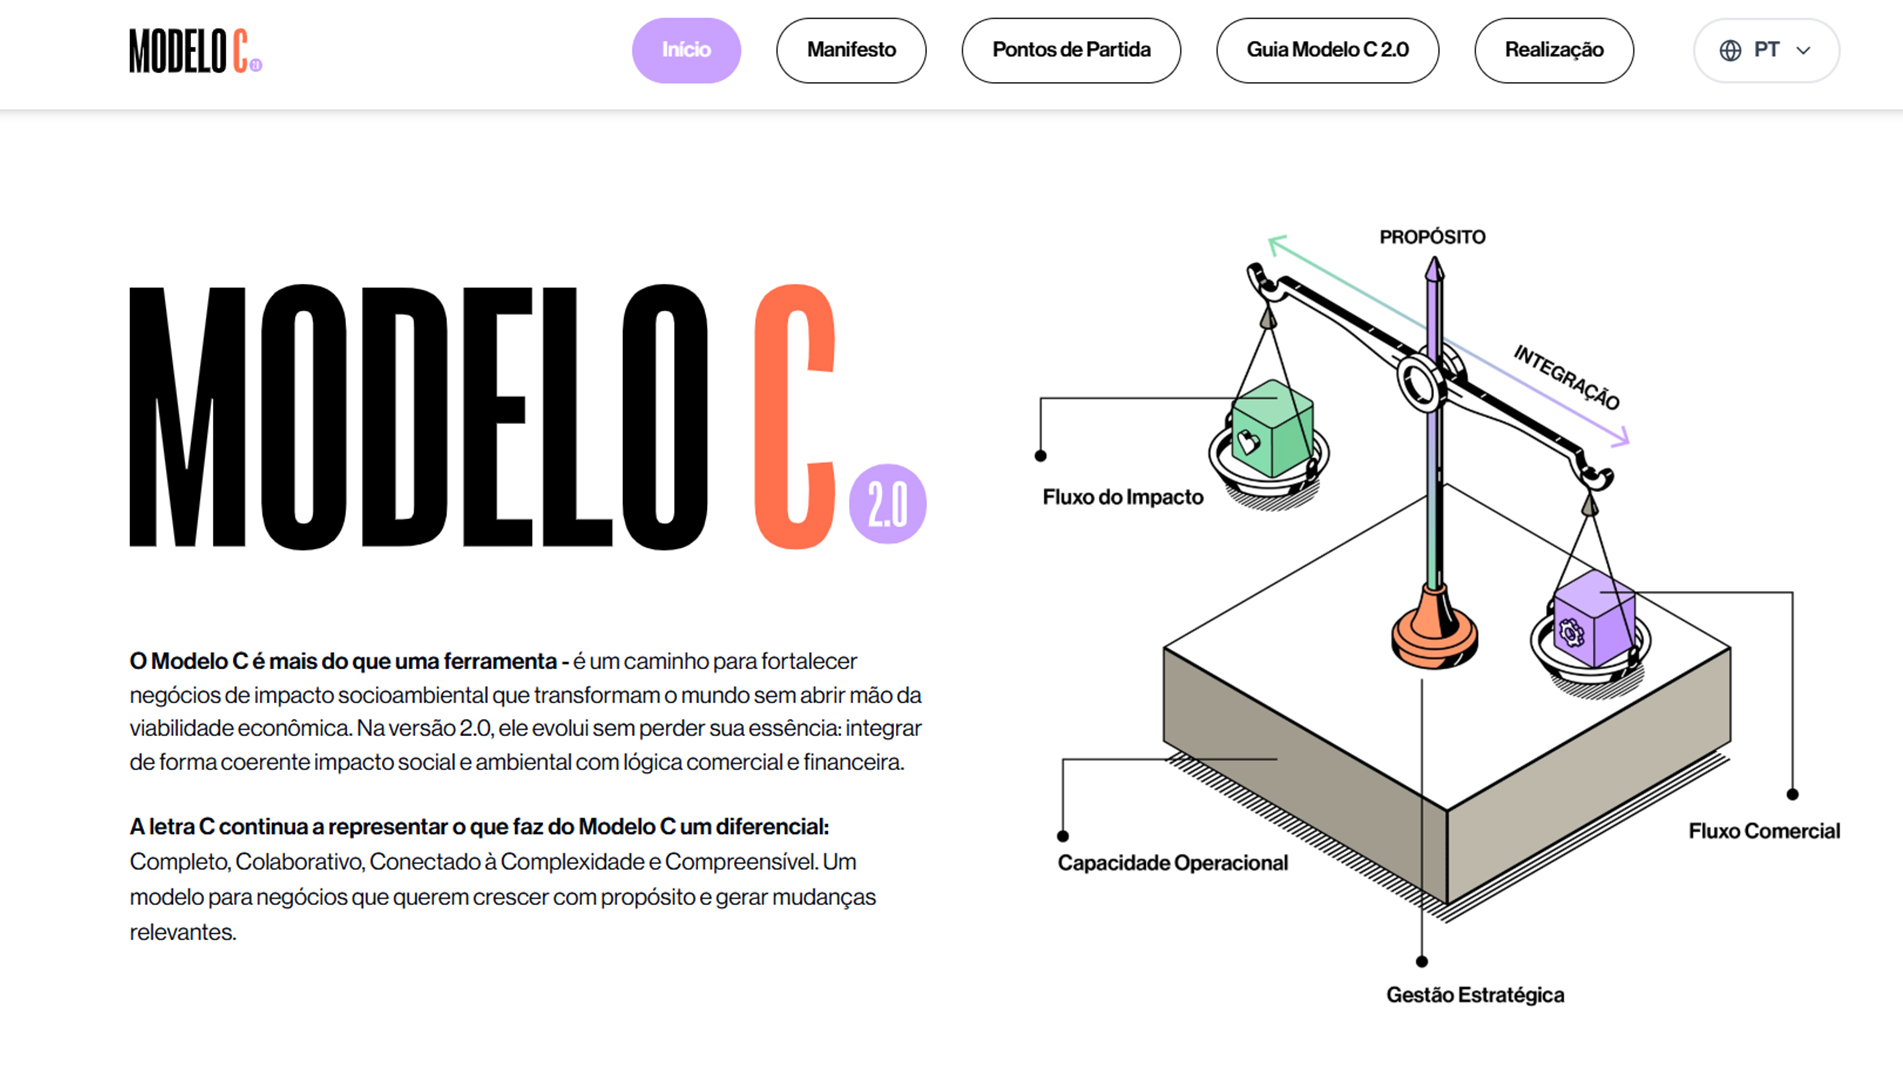 MODELO C 2.0
Início
Manifesto
Pontos de Partida
Guia Modelo C 2.0
Realização
PT
MODELO C 2.0
O Modelo C é mais do que uma ferramenta - é um caminho para fortalecer
negócios de impacto socioambiental que transformam o mundo sem abrir mão da
viabilidade econômica. Na versão 2.0, ele evolui sem perder sua essência: integrar
de forma coerente impacto social e ambiental com lógica comercial e financeira.
A letra C continua a representar o que faz do Modelo C um diferencial:
Completo, Colaborativo, Conectado à Complexidade e Compreensível. Um
modelo para negócios que querem crescer com propósito e gerar mudanças
relevantes.
PROPÓSITO
INTEGRAÇÃO
Fluxo do Impacto
Fluxo Comercial
Capacidade Operacional
Gestão Estratégica